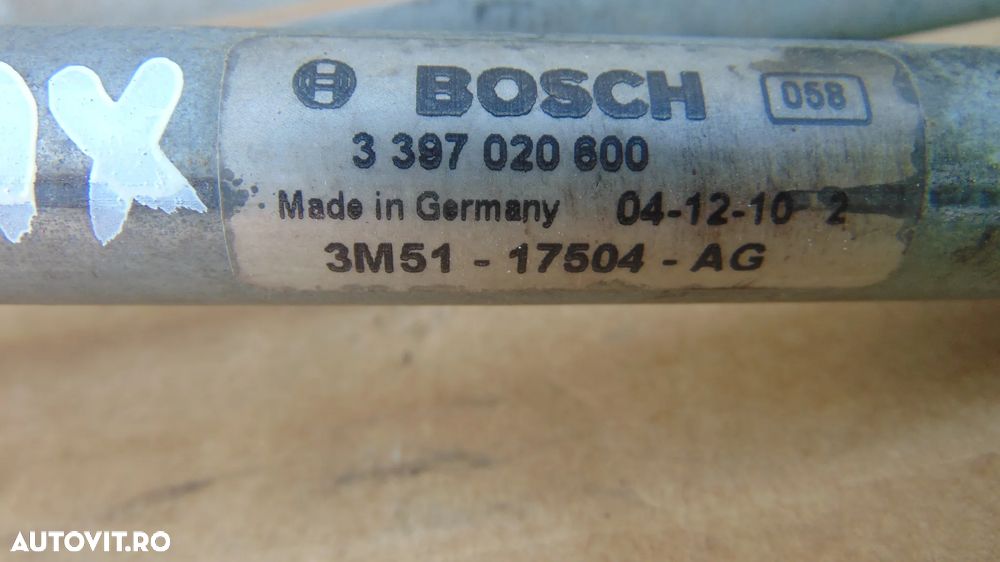 BOSCH 058
3 397 020 600
Made in Germany 04-12-10 2
3M51 - 17504 - AG
AUTOVIT.RO